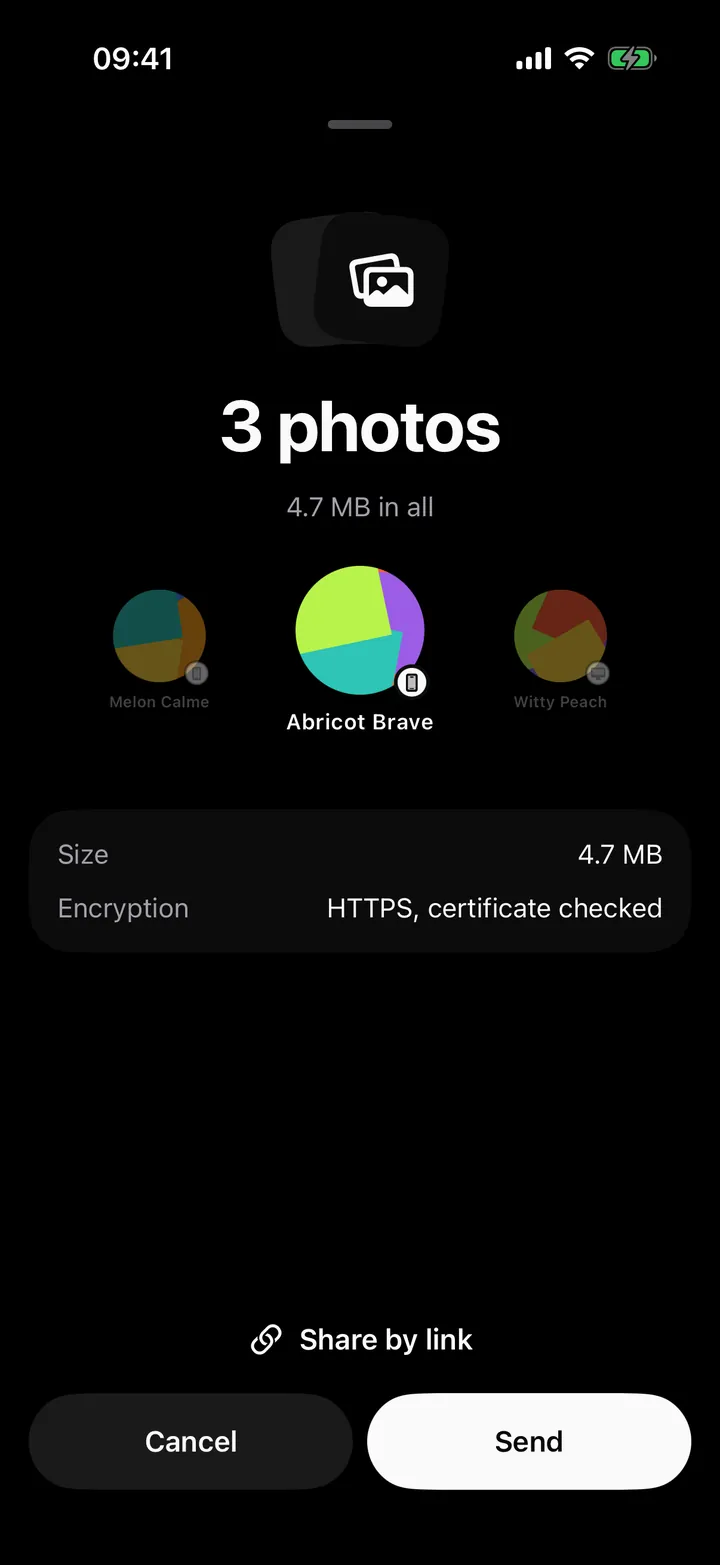 09:41
3 photos
4.7 MB in all
Melon Calme
Abricot Brave
Witty Peach
Size 4.7 MB
Encryption HTTPS, certificate checked
Share by link
Cancel Send